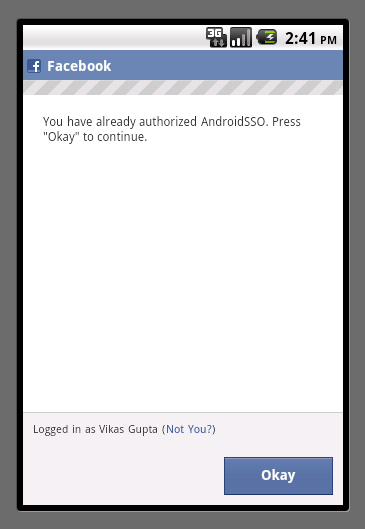 3G 2:41 PM
f Facebook
You have already authorized AndroidSSO. Press
"Okay" to continue.
Logged in as Vikas Gupta (Not You?)
Okay